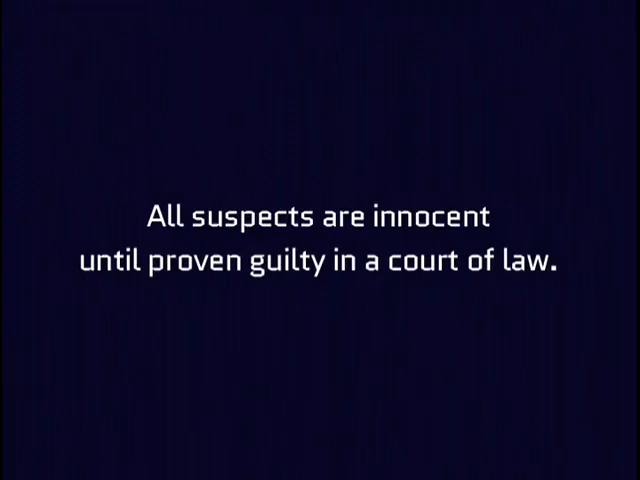 All suspects are innocent
until proven guilty in a court of law.